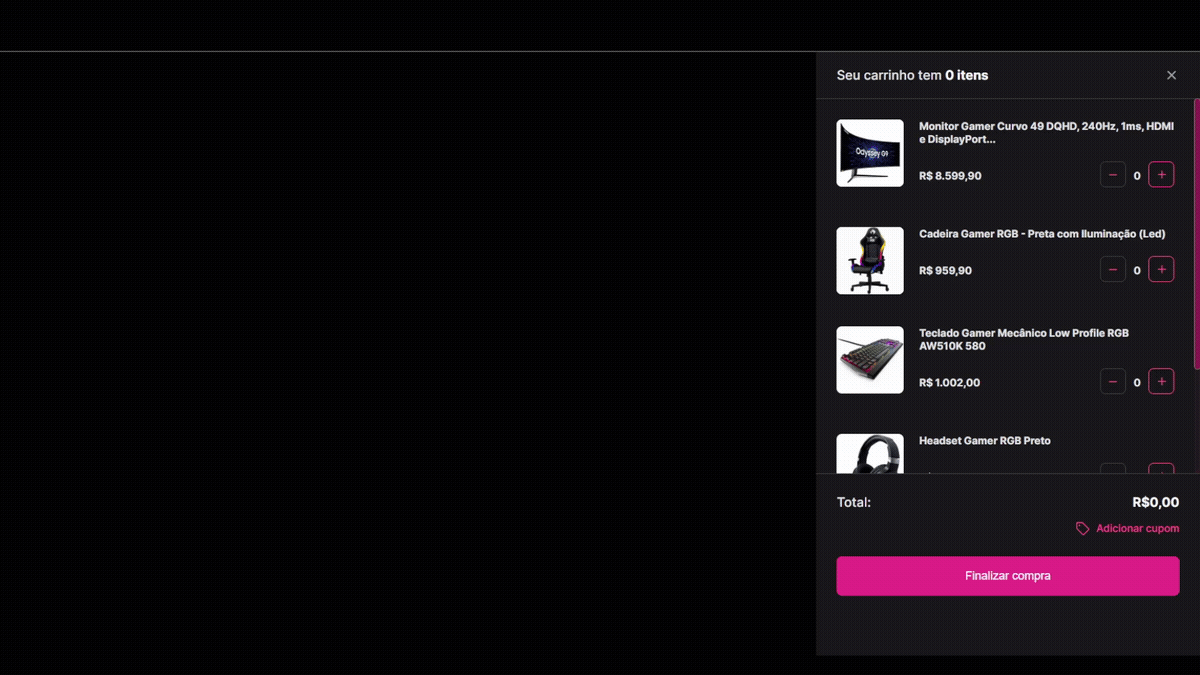 Seu carrinho tem 0 itens
Monitor Gamer Curvo 49 DQHD, 240Hz, 1ms, HDMI
e DisplayPort...
Odyssey G9
R$ 8.599,90
− 0 +
Cadeira Gamer RGB - Preta com Iluminação (Led)
R$ 959,90
− 0 +
Teclado Gamer Mecânico Low Profile RGB
AW510K 580
R$ 1.002,00
− 0 +
Headset Gamer RGB Preto
Total:
R$0,00
Adicionar cupom
Finalizar compra